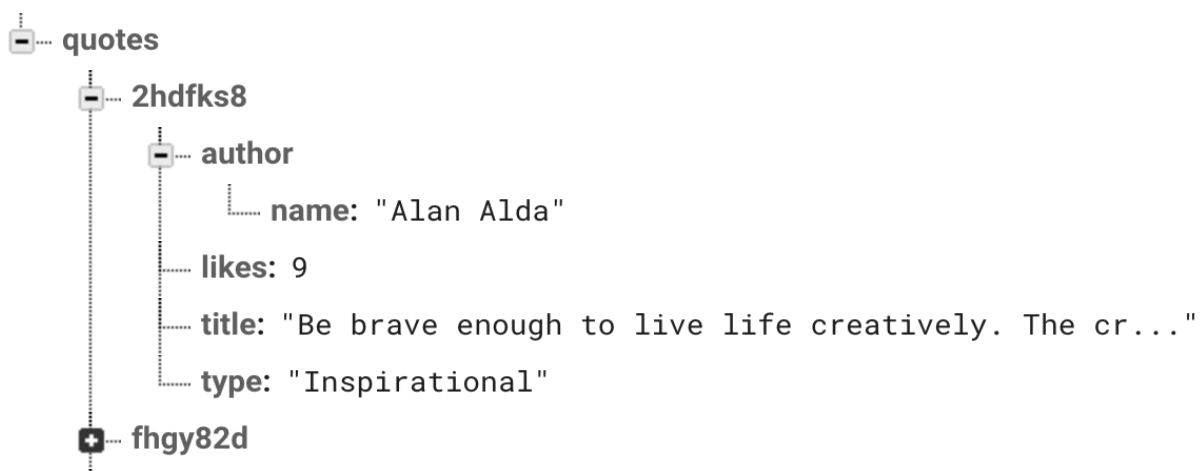 quotes
2hdfks8
author
name: "Alan Alda"
likes: 9
title: "Be brave enough to live life creatively. The cr..."
type: "Inspirational"
fhgy82d